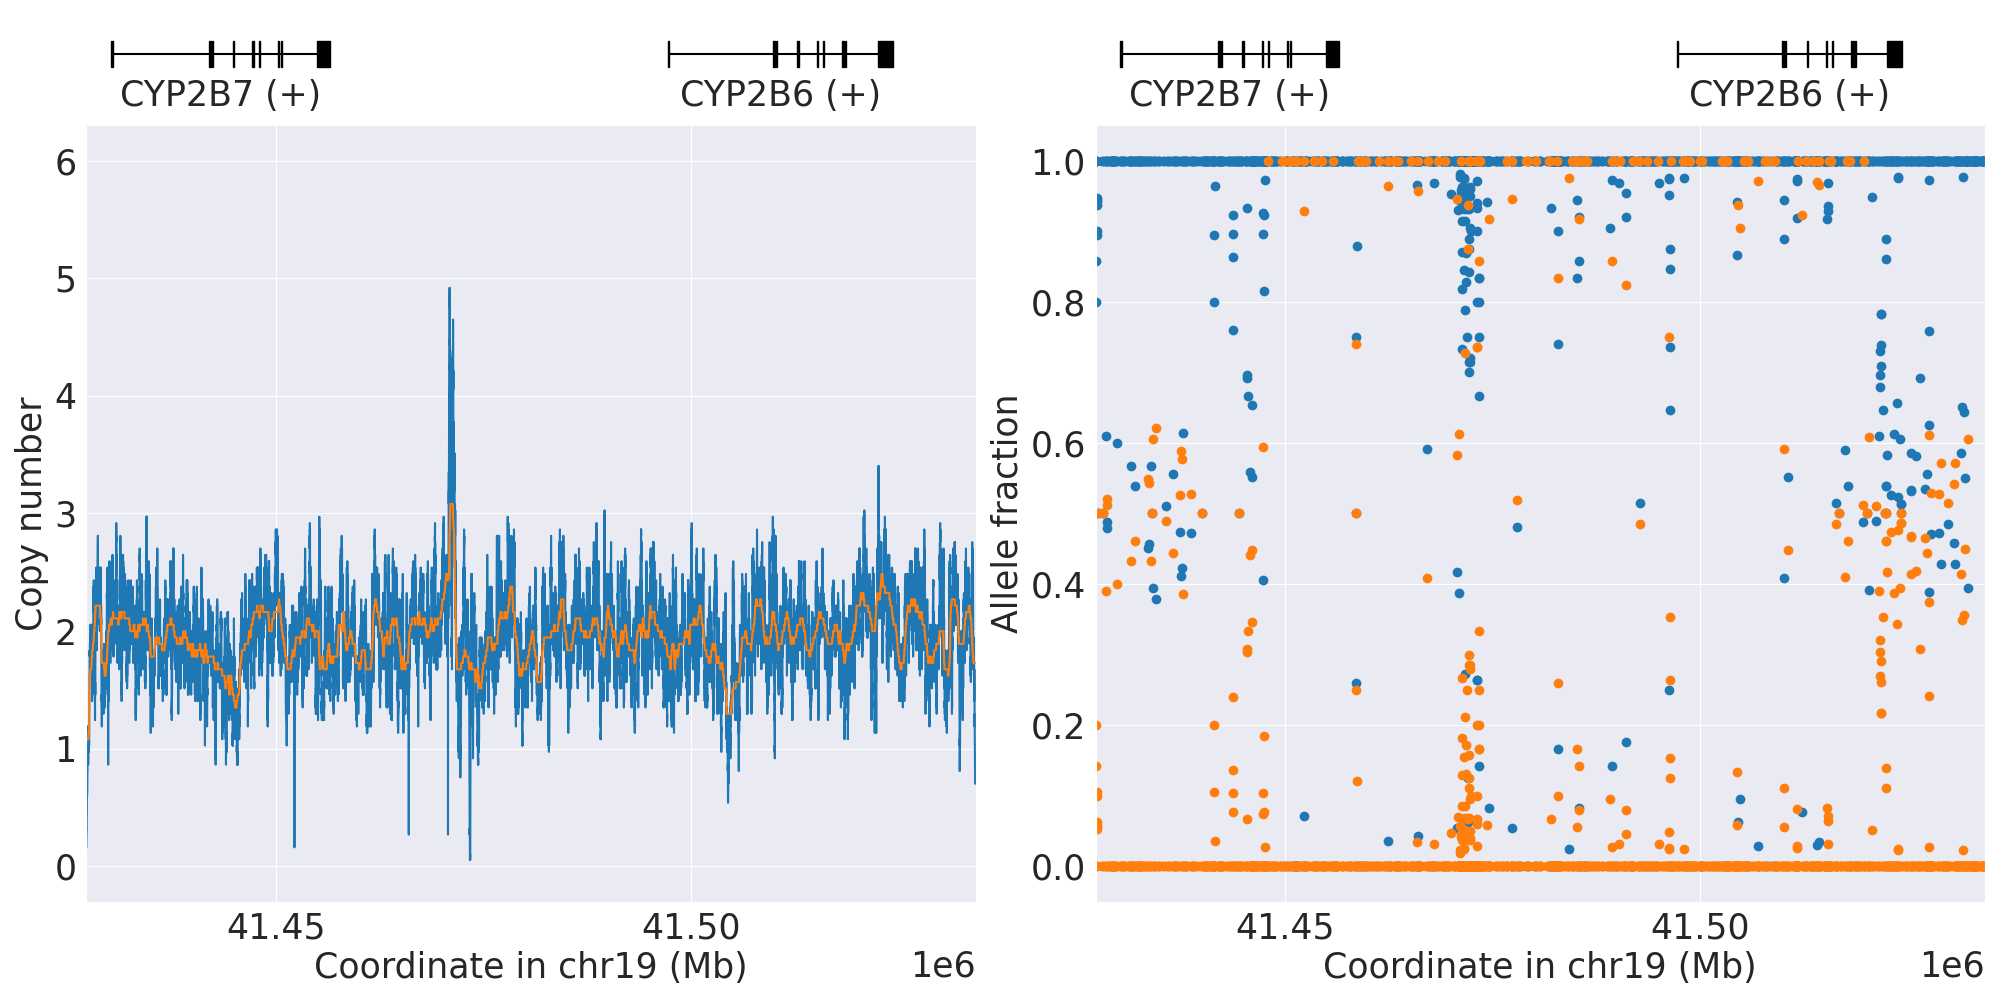 CYP2B7 (+)
CYP2B6 (+)
CYP2B7 (+)
CYP2B6 (+)
6
5
4
3
2
1
0
Copy number
41.45
41.50
Coordinate in chr19 (Mb)
1e6
1.0
0.8
0.6
0.4
0.2
0.0
Allele fraction
41.45
41.50
Coordinate in chr19 (Mb)
1e6